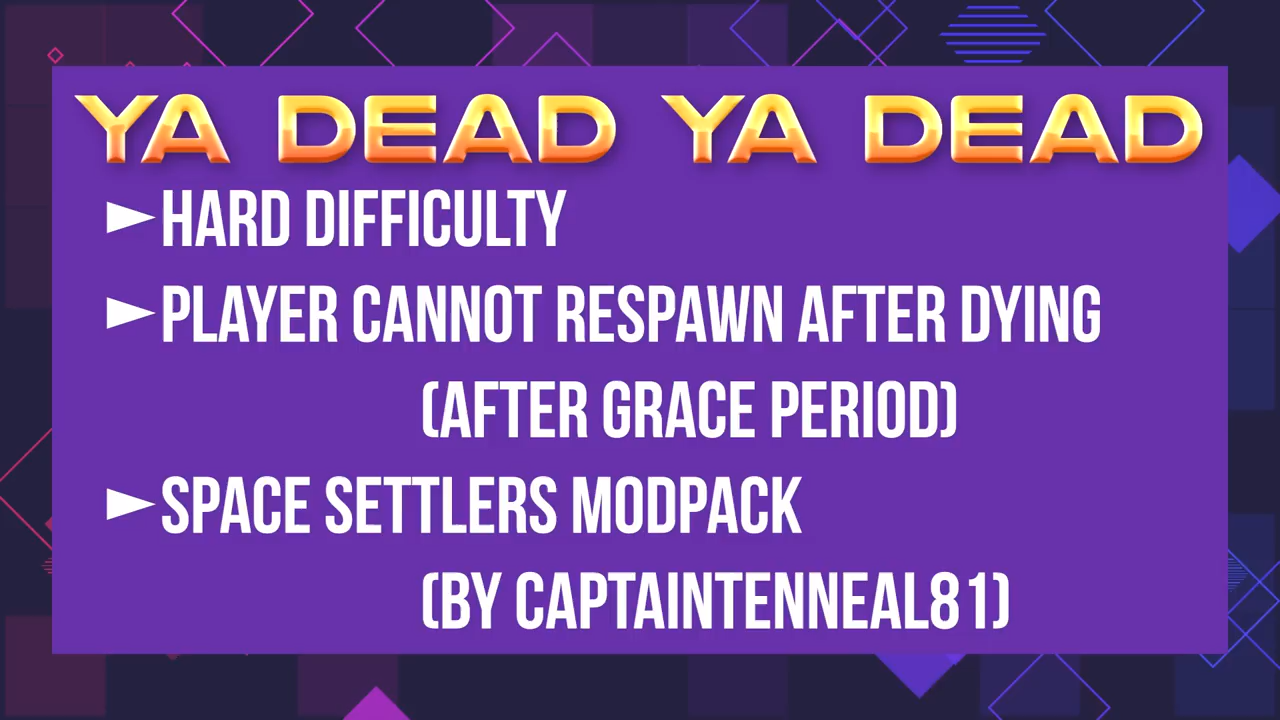 YA DEAD YA DEAD
►HARD DIFFICULTY
►PLAYER CANNOT RESPAWN AFTER DYING
(AFTER GRACE PERIOD)
►SPACE SETTLERS MODPACK
(BY CAPTAINTENNEAL81)